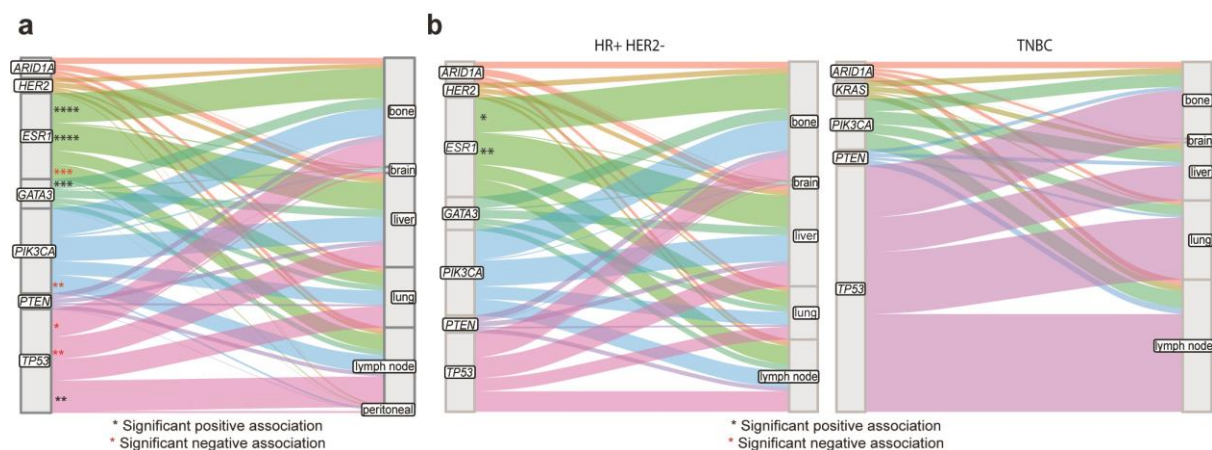 a
ARID1A
HER2
****
ESR1
****
***
***
GATA3
PIK3CA
**
PTEN
*
**
TP53
**
bone
brain
liver
lung
lymph node
peritoneal
* Significant positive association
* Significant negative association
b
HR+ HER2-
ARID1A
HER2
*
ESR1
**
GATA3
PIK3CA
PTEN
TP53
bone
brain
liver
lung
lymph node
TNBC
ARID1A
KRAS
PIK3CA
PTEN
TP53
bone
brain
liver
lung
lymph node
* Significant positive association
* Significant negative association